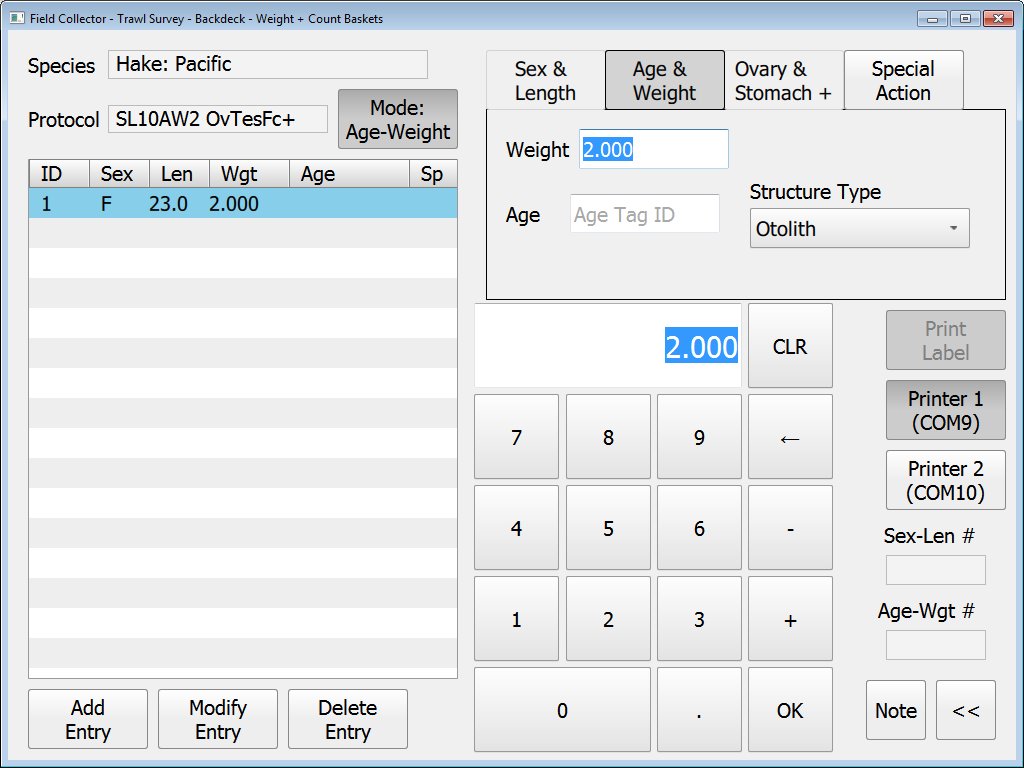 Field Collector - Trawl Survey - Backdeck - Weight + Count Baskets
Species
Hake: Pacific
Protocol
SL10AW2 OvTesFc+
Mode:
Age-Weight
ID Sex Len Wgt Age Sp
1 F 23.0 2.000
Add
Entry
Modify
Entry
Delete
Entry
Sex &
Length
Age &
Weight
Ovary &
Stomach +
Special
Action
Weight
2.000
Age
Age Tag ID
Structure Type
Otolith
2.000
CLR
7 8 9 ←
4 5 6 -
1 2 3 +
0 . OK
Print
Label
Printer 1
(COM9)
Printer 2
(COM10)
Sex-Len #
Age-Wgt #
Note
<<